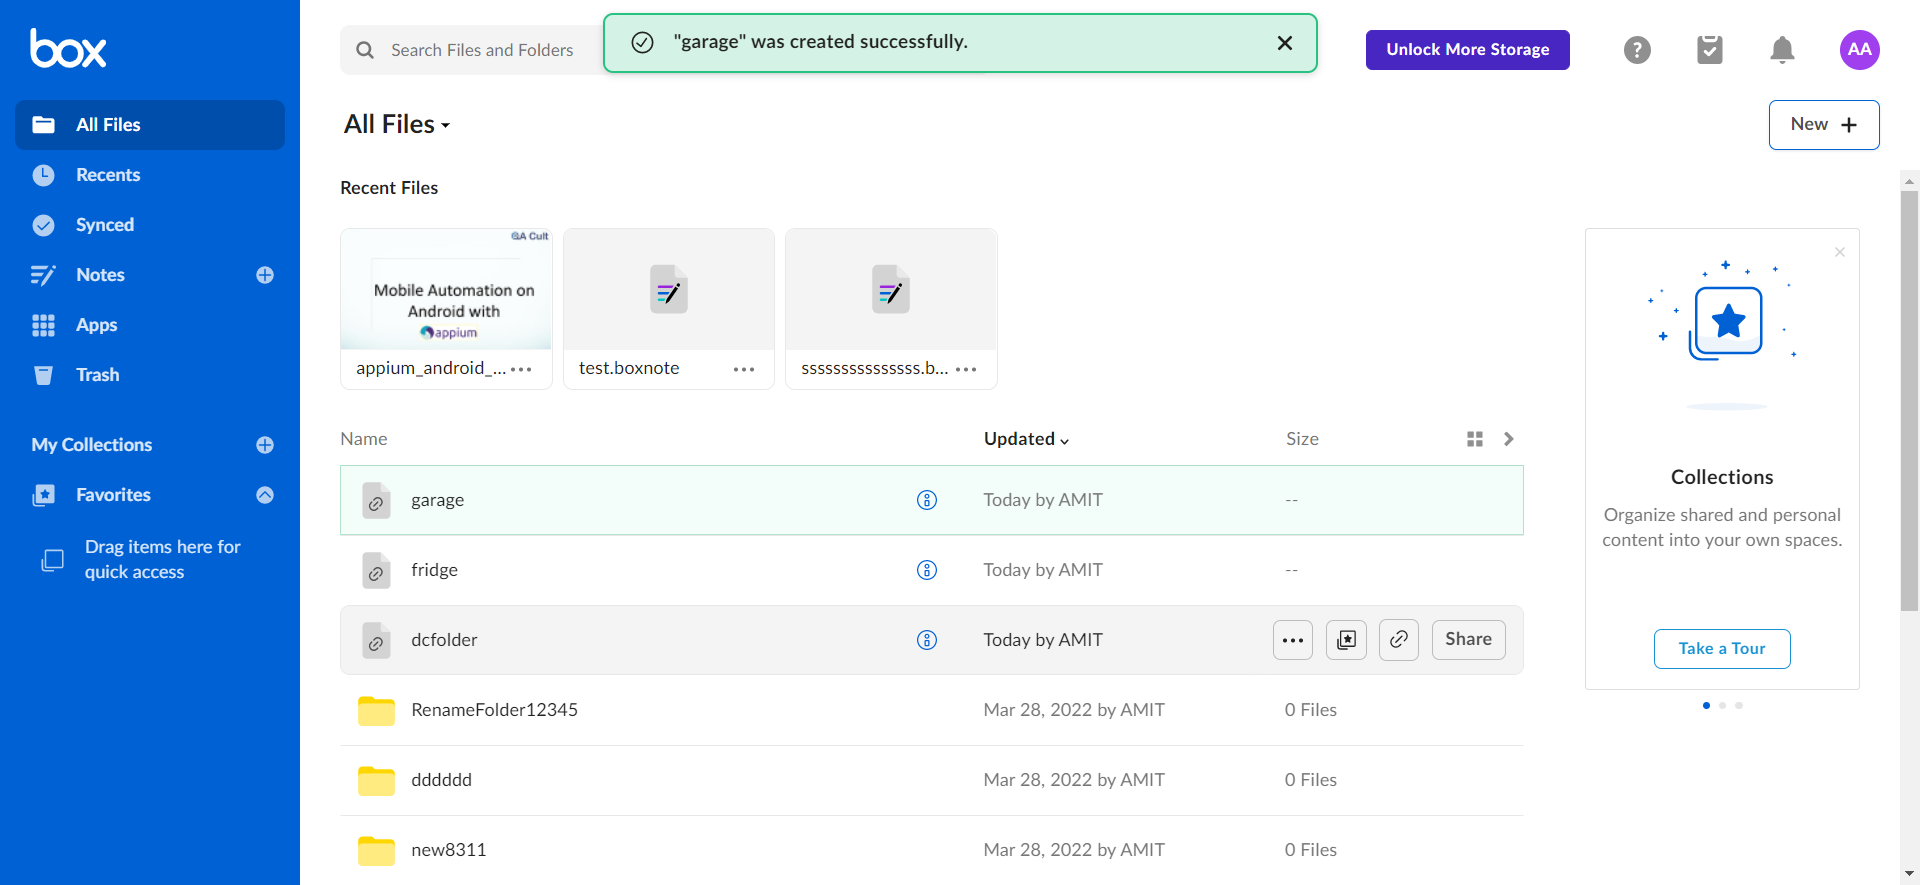 box
Search Files and Folders
"garage" was created successfully.
Unlock More Storage
?
AA
All Files
Recents
Synced
Notes
Apps
Trash
My Collections
Favorites
Drag items here for
quick access
All Files
New
Recent Files
QA Cult
Mobile Automation on
Android with
appium
appium_android_...
test.boxnote
sssssssssssssss.b...
Name
Updated
Size
garage
Today by AMIT
--
fridge
Today by AMIT
--
dcfolder
Today by AMIT
Share
RenameFolder12345
Mar 28, 2022 by AMIT
0 Files
dddddd
Mar 28, 2022 by AMIT
0 Files
new8311
Mar 28, 2022 by AMIT
0 Files
Collections
Organize shared and personal
content into your own spaces.
Take a Tour